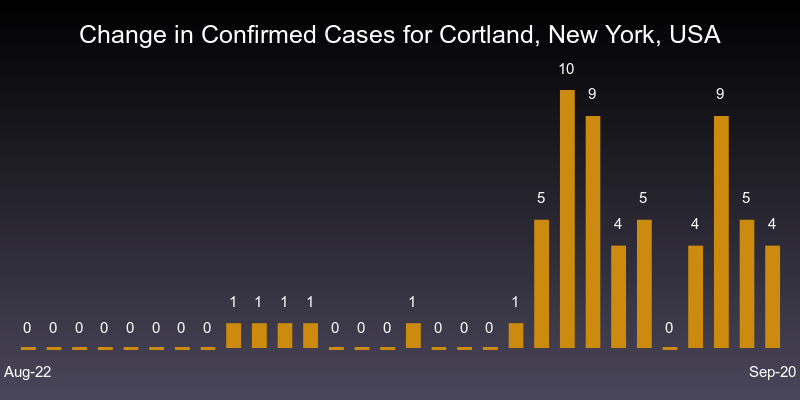 Change in Confirmed Cases for Cortland, New York, USA
10
9 9
5 5 5
4 4 4
1 1 1 1 1 1
0 0 0 0 0 0 0 0 0 0 0 0 0 0 0
Aug-22 Sep-20